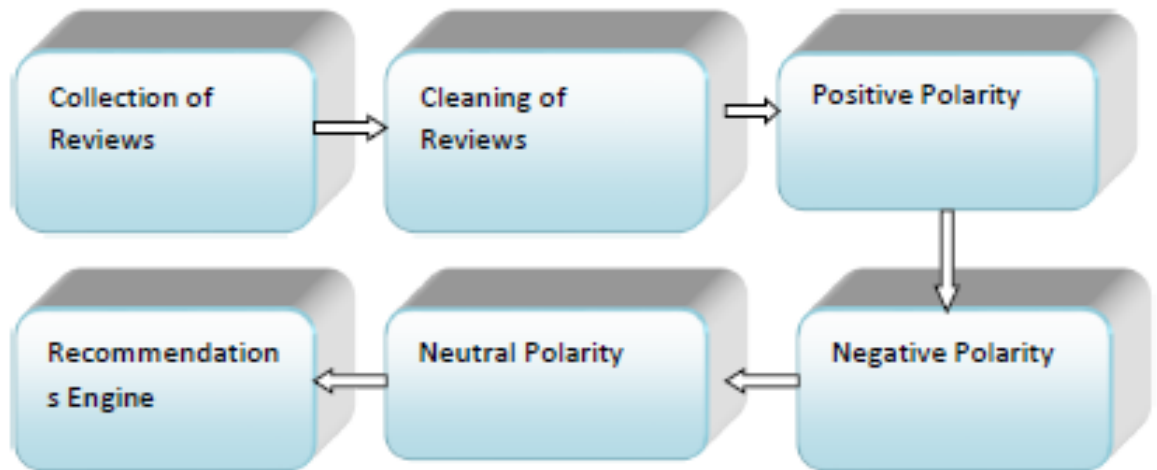 Collection of
Reviews
Cleaning of
Reviews
Positive Polarity
Negative Polarity
Neutral Polarity
Recommendation
s Engine